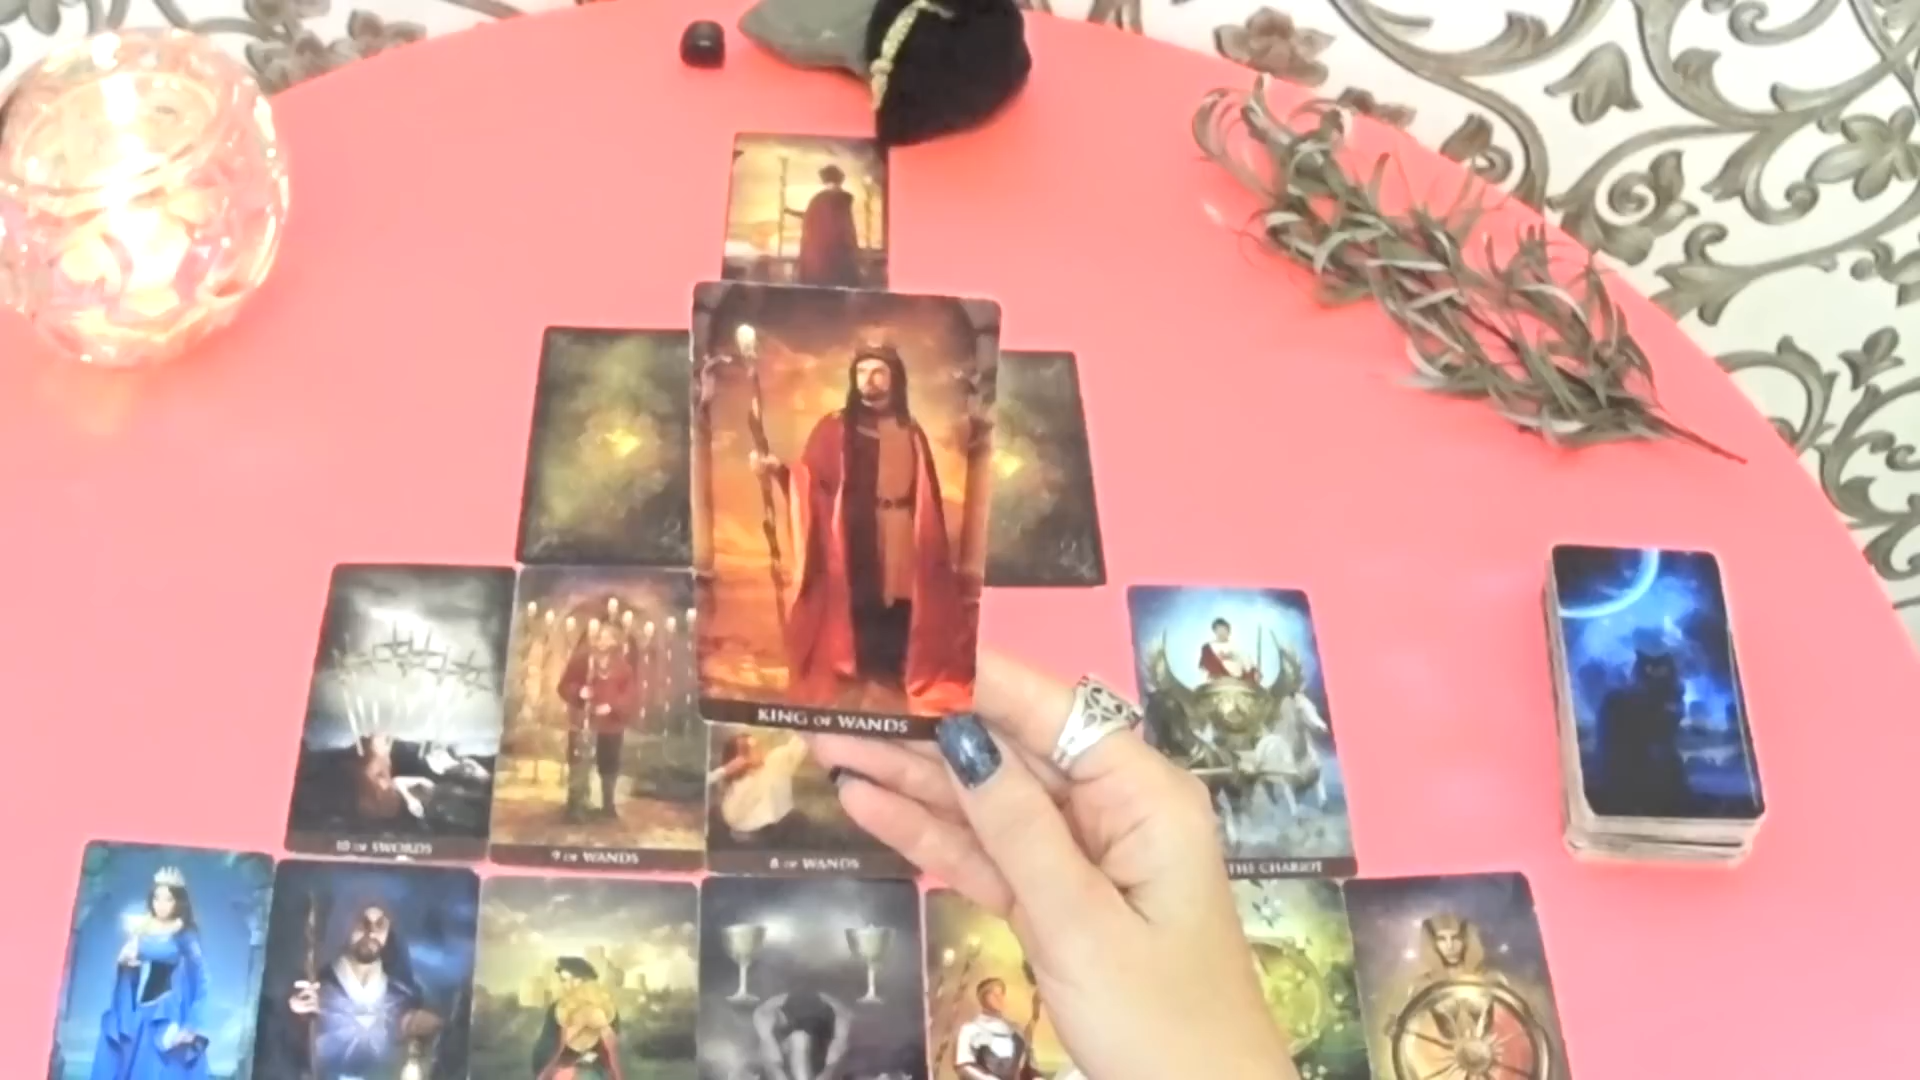 KING OF WANDS
10 OF SWORDS
9 OF WANDS
8 OF WANDS
THE CHARIOT